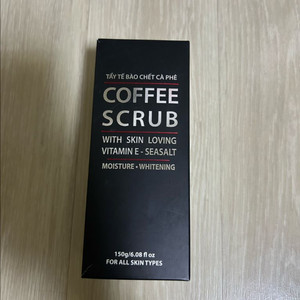 TẨY TẾ BÀO CHẾT CÀ PHÊ
COFFEE
SCRUB
WITH SKIN LOVING
VITAMIN E - SEASALT
MOISTURE • WHITENING
150g/6.08 fl oz
FOR ALL SKIN TYPES